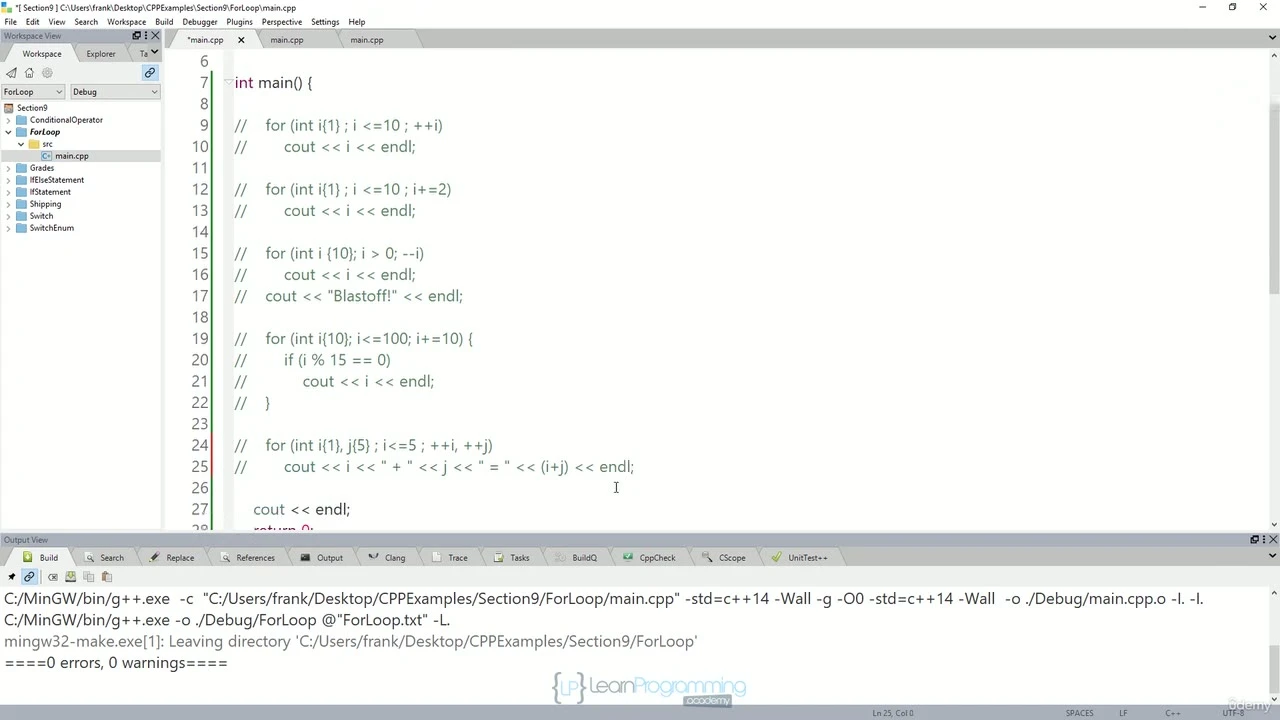 *[ Section9 ] C:\Users\frank\Desktop\CPPExamples\Section9\ForLoop\main.cpp
File Edit View Search Workspace Build Debugger Plugins Perspective Settings Help
Workspace View
*main.cpp main.cpp main.cpp
Workspace Explorer Ta
ForLoop Debug
Section9
ConditionalOperator
ForLoop
src
main.cpp
Grades
IfElseStatement
IfStatement
Shipping
Switch
SwitchEnum
6
7 int main() {
8
9 // for (int i{1} ; i <=10 ; ++i)
10 // cout << i << endl;
11
12 // for (int i{1} ; i <=10 ; i+=2)
13 // cout << i << endl;
14
15 // for (int i {10}; i > 0; --i)
16 // cout << i << endl;
17 // cout << "Blastoff!" << endl;
18
19 // for (int i{10}; i<=100; i+=10) {
20 // if (i % 15 == 0)
21 // cout << i << endl;
22 // }
23
24 // for (int i{1}, j{5} ; i<=5 ; ++i, ++j)
25 // cout << i << " + " << j << " = " << (i+j) << endl;
26
27 cout << endl;
28 return 0;
Output View
Build Search Replace References Output Clang Trace Tasks BuildQ CppCheck CScope UnitTest++
C:/MinGW/bin/g++.exe -c "C:/Users/frank/Desktop/CPPExamples/Section9/ForLoop/main.cpp" -std=c++14 -Wall -g -O0 -std=c++14 -Wall -o ./Debug/main.cpp.o -I. -I.
C:/MinGW/bin/g++.exe -o ./Debug/ForLoop @"ForLoop.txt" -L.
mingw32-make.exe[1]: Leaving directory 'C:/Users/frank/Desktop/CPPExamples/Section9/ForLoop'
====0 errors, 0 warnings====
{LP} LearnProgramming
academy
ûdemy
Ln 25, Col 0 SPACES LF C++ UTF-8